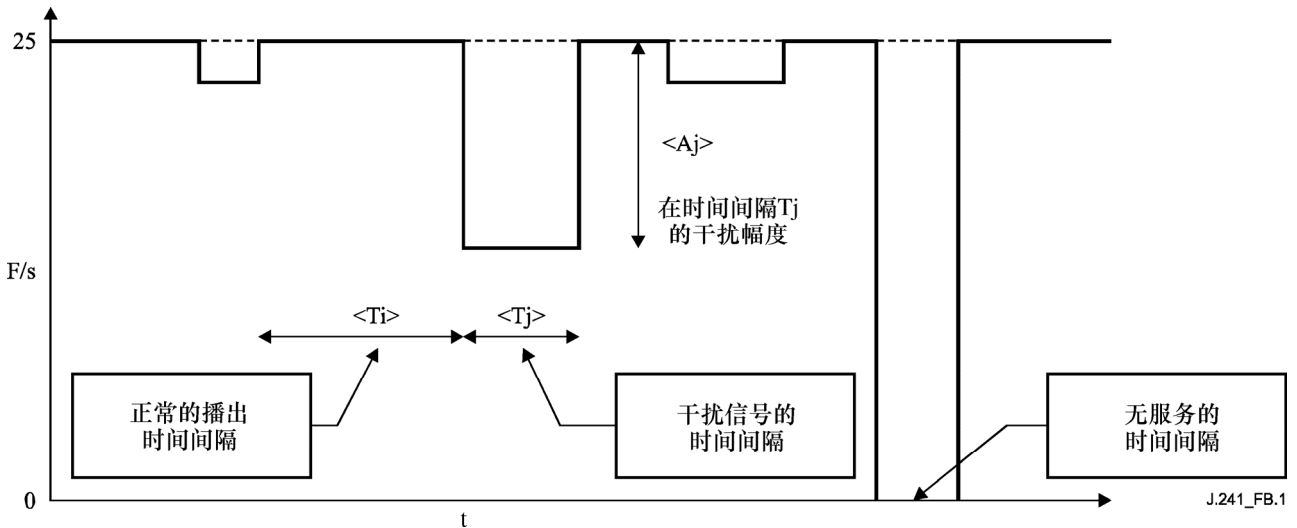 25
<Aj>
在时间间隔Tj
的干扰幅度
F/s
<Ti>
<Tj>
正常的播出
时间间隔
干扰信号的
时间间隔
无服务的
时间间隔
0
t
J.241_FB.1